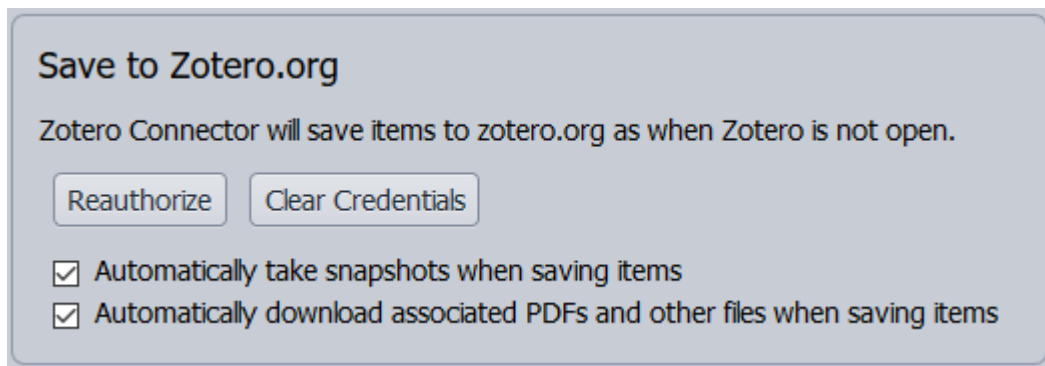 Save to Zotero.org
Zotero Connector will save items to zotero.org as when Zotero is not open.
Reauthorize Clear Credentials
Automatically take snapshots when saving items
Automatically download associated PDFs and other files when saving items